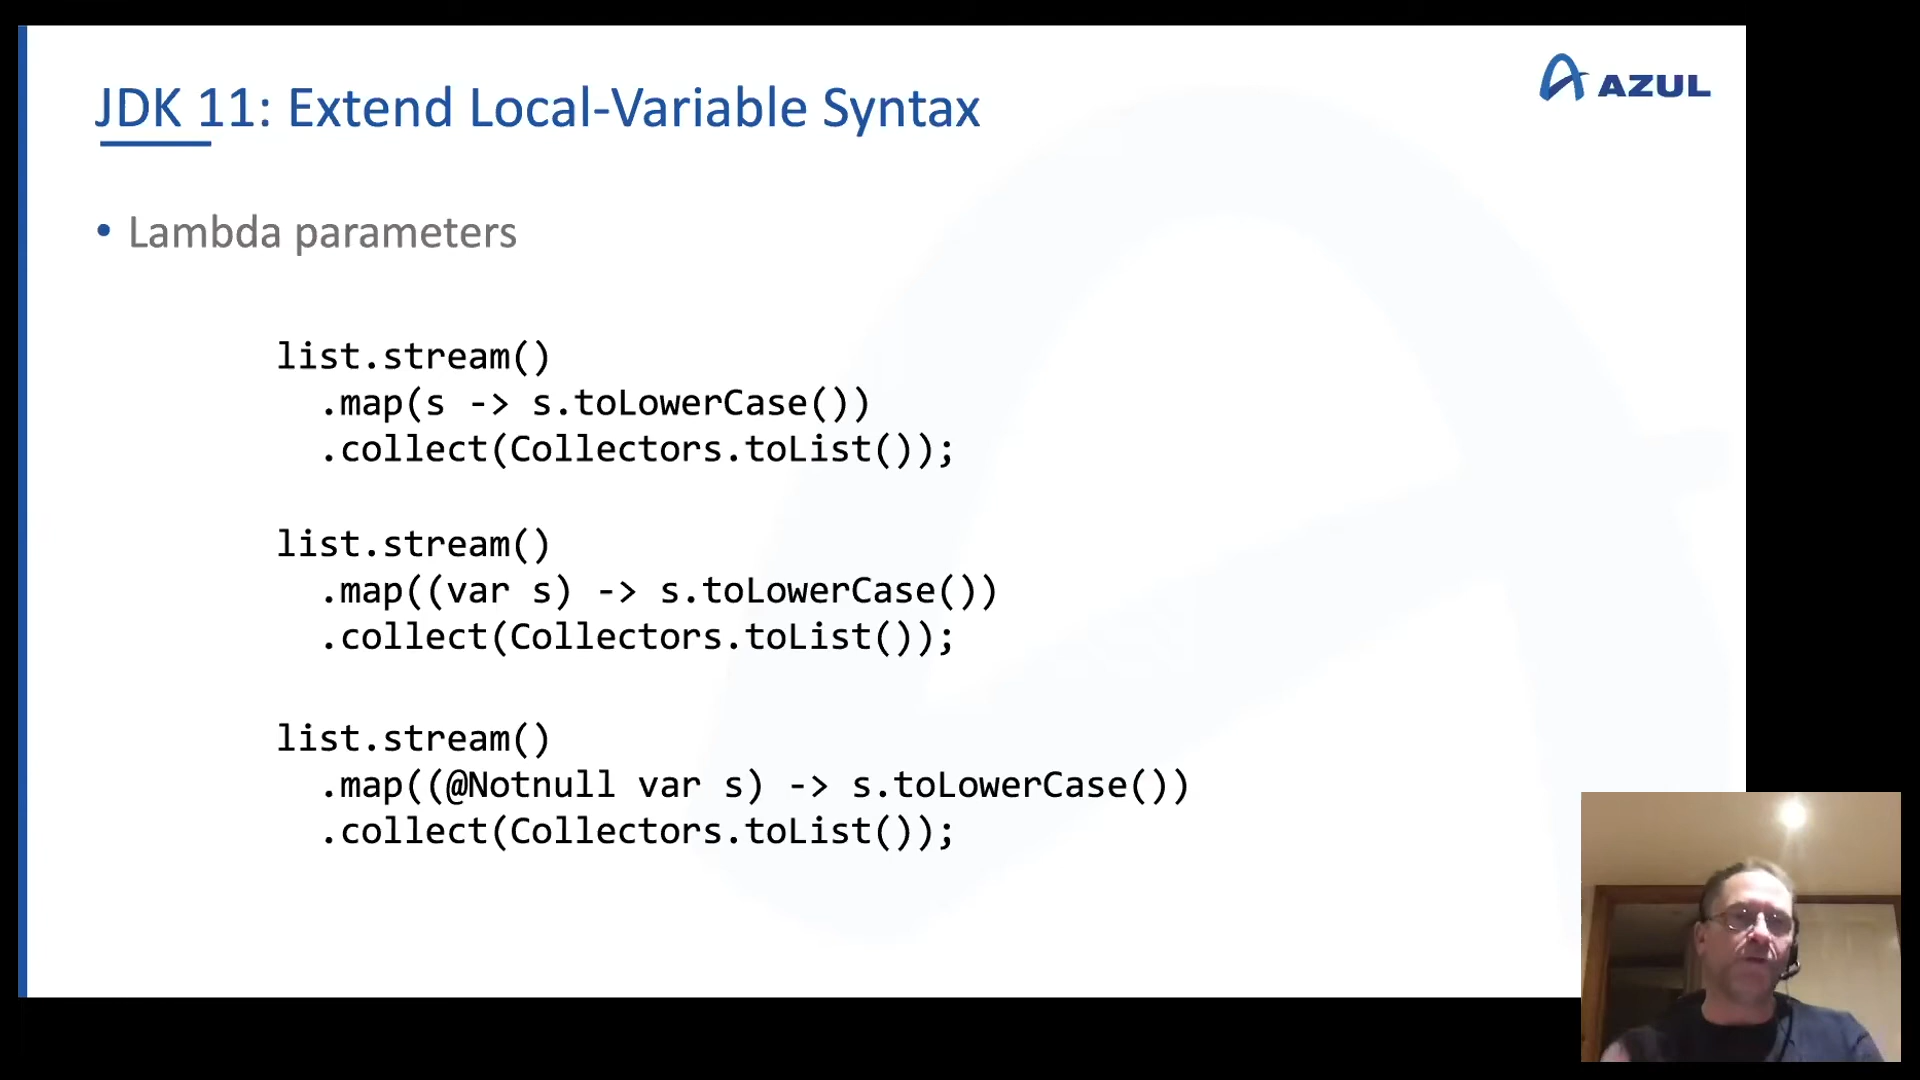 JDK 11: Extend Local-Variable Syntax
AZUL
• Lambda parameters
list.stream()
.map(s -> s.toLowerCase())
.collect(Collectors.toList());
list.stream()
.map((var s) -> s.toLowerCase())
.collect(Collectors.toList());
list.stream()
.map((@Notnull var s) -> s.toLowerCase())
.collect(Collectors.toList());